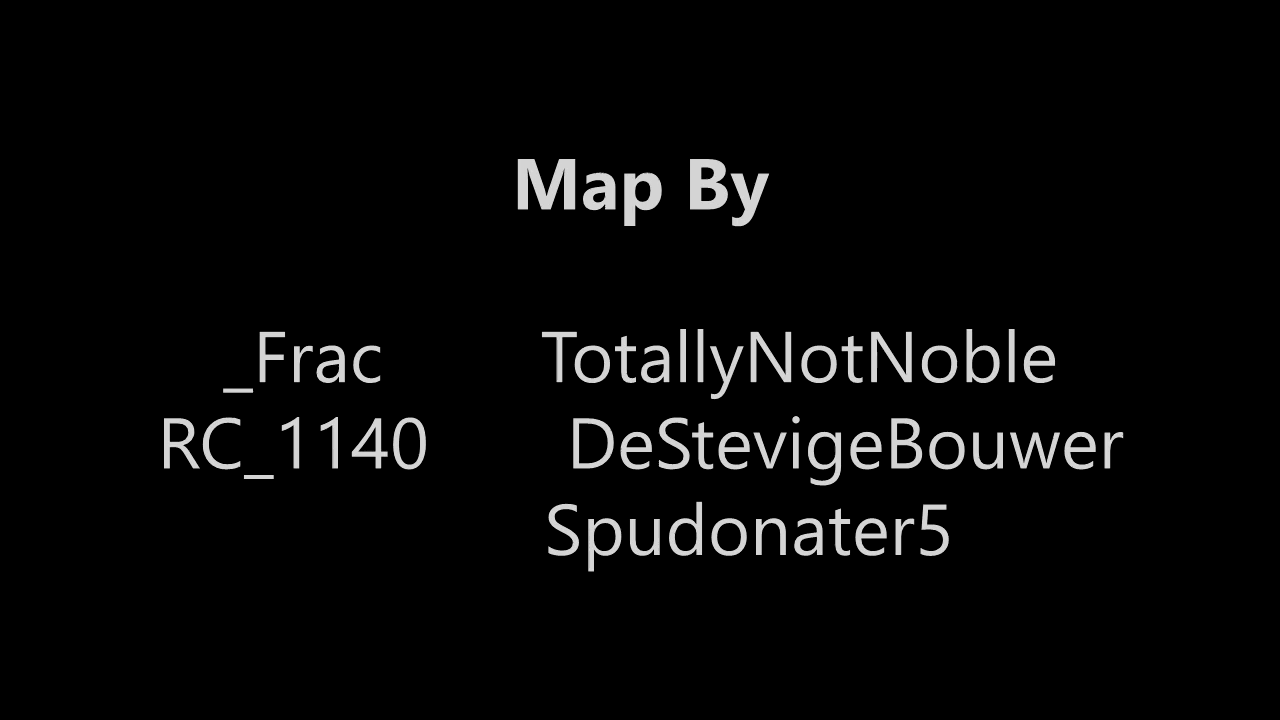 Map By
_Frac TotallyNotNoble
RC_1140 DeStevigeBouwer
Spudonater5